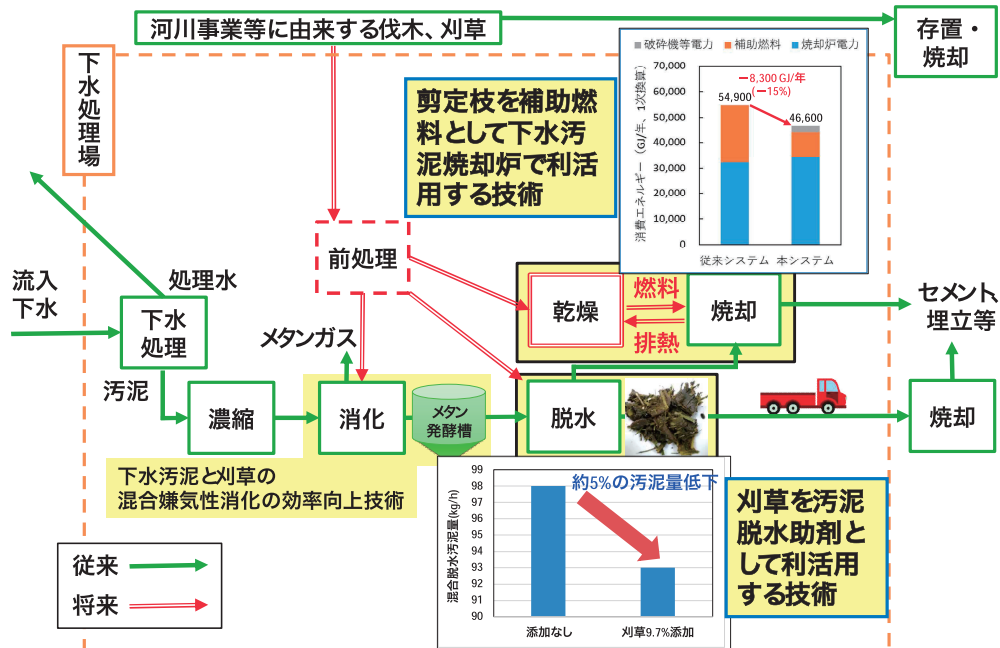 河川事業等に由来する伐木、刈草
存置・
焼却
下水処理場
剪定枝を補助燃
料として下水汚
泥焼却炉で利活
用する技術
破砕機等電力
補助燃料
焼却炉電力
消費エネルギー（GJ/年、1次換算）
70,000
60,000
50,000
40,000
30,000
20,000
10,000
0
54,900
－8,300 GJ/年
(－15%)
46,600
従来システム
本システム
前処理
流入
下水
処理水
下水
処理
汚泥
メタンガス
乾燥
燃料
排熱
焼却
セメント、
埋立等
濃縮
消化
メタン
発酵槽
脱水
焼却
下水汚泥と刈草の
混合嫌気性消化の効率向上技術
混合脱水汚泥量(kg/h)
99
98
97
96
95
94
93
92
91
90
約5%の汚泥量低下
添加なし
刈草9.7%添加
刈草を汚泥
脱水助剤と
して利活用
する技術
従来
将来